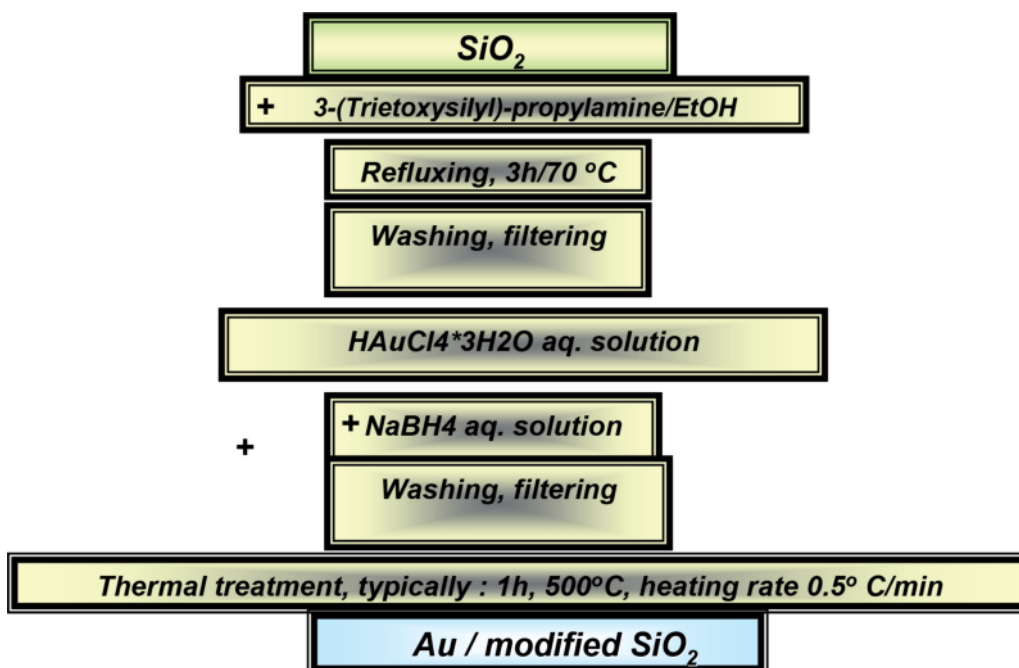 SiO₂
+ 3-(Trietoxysilyl)-propylamine/EtOH
Refluxing, 3h/70 °C
Washing, filtering
HAuCl4*3H2O aq. solution
+ + NaBH4 aq. solution
Washing, filtering
Thermal treatment, typically : 1h, 500°C, heating rate 0.5° C/min
Au / modified SiO₂